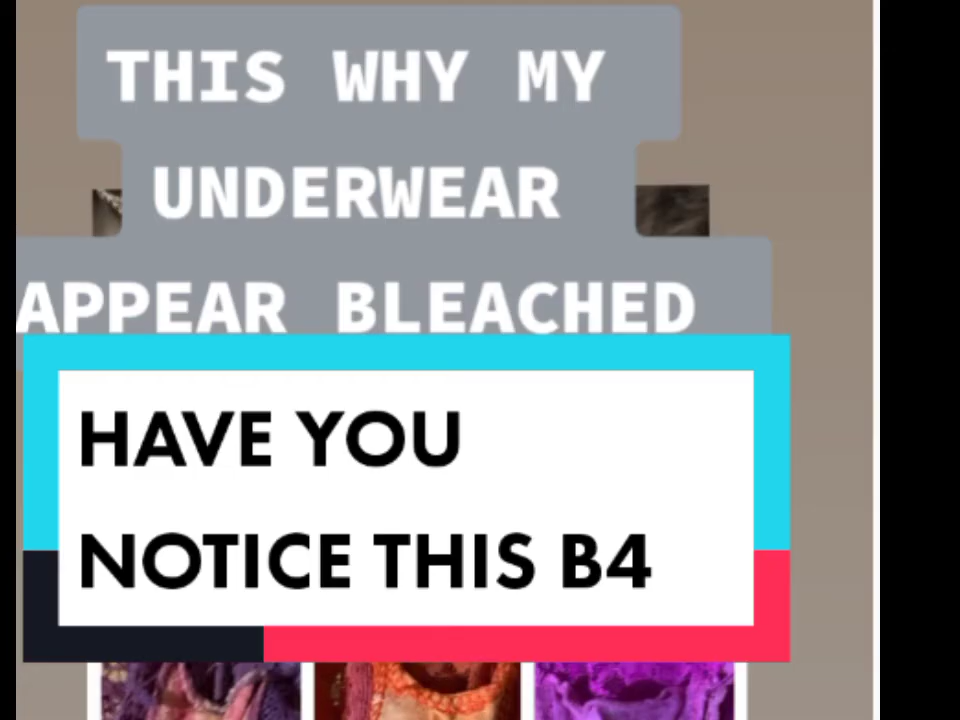 THIS WHY MY
UNDERWEAR
APPEAR BLEACHED
HAVE YOU
NOTICE THIS B4